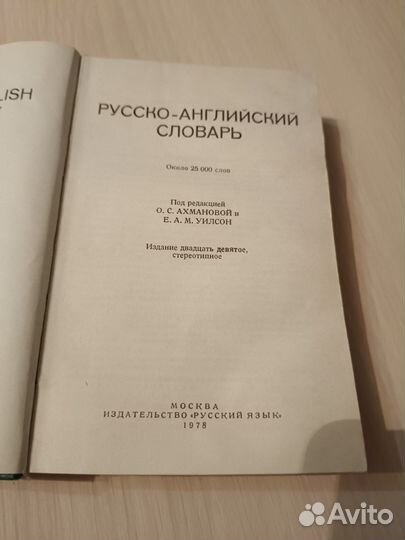 LISH
РУССКО-АНГЛИЙСКИЙ
СЛОВАРЬ
Около 25 000 слов
Под редакцией
О. С. АХМАНОВОЙ и
Е. А. М. УИЛСОН
Издание двадцать девятое,
стереотипное
МОСКВА
ИЗДАТЕЛЬСТВО «РУССКИЙ ЯЗЫК»
1978
Avito